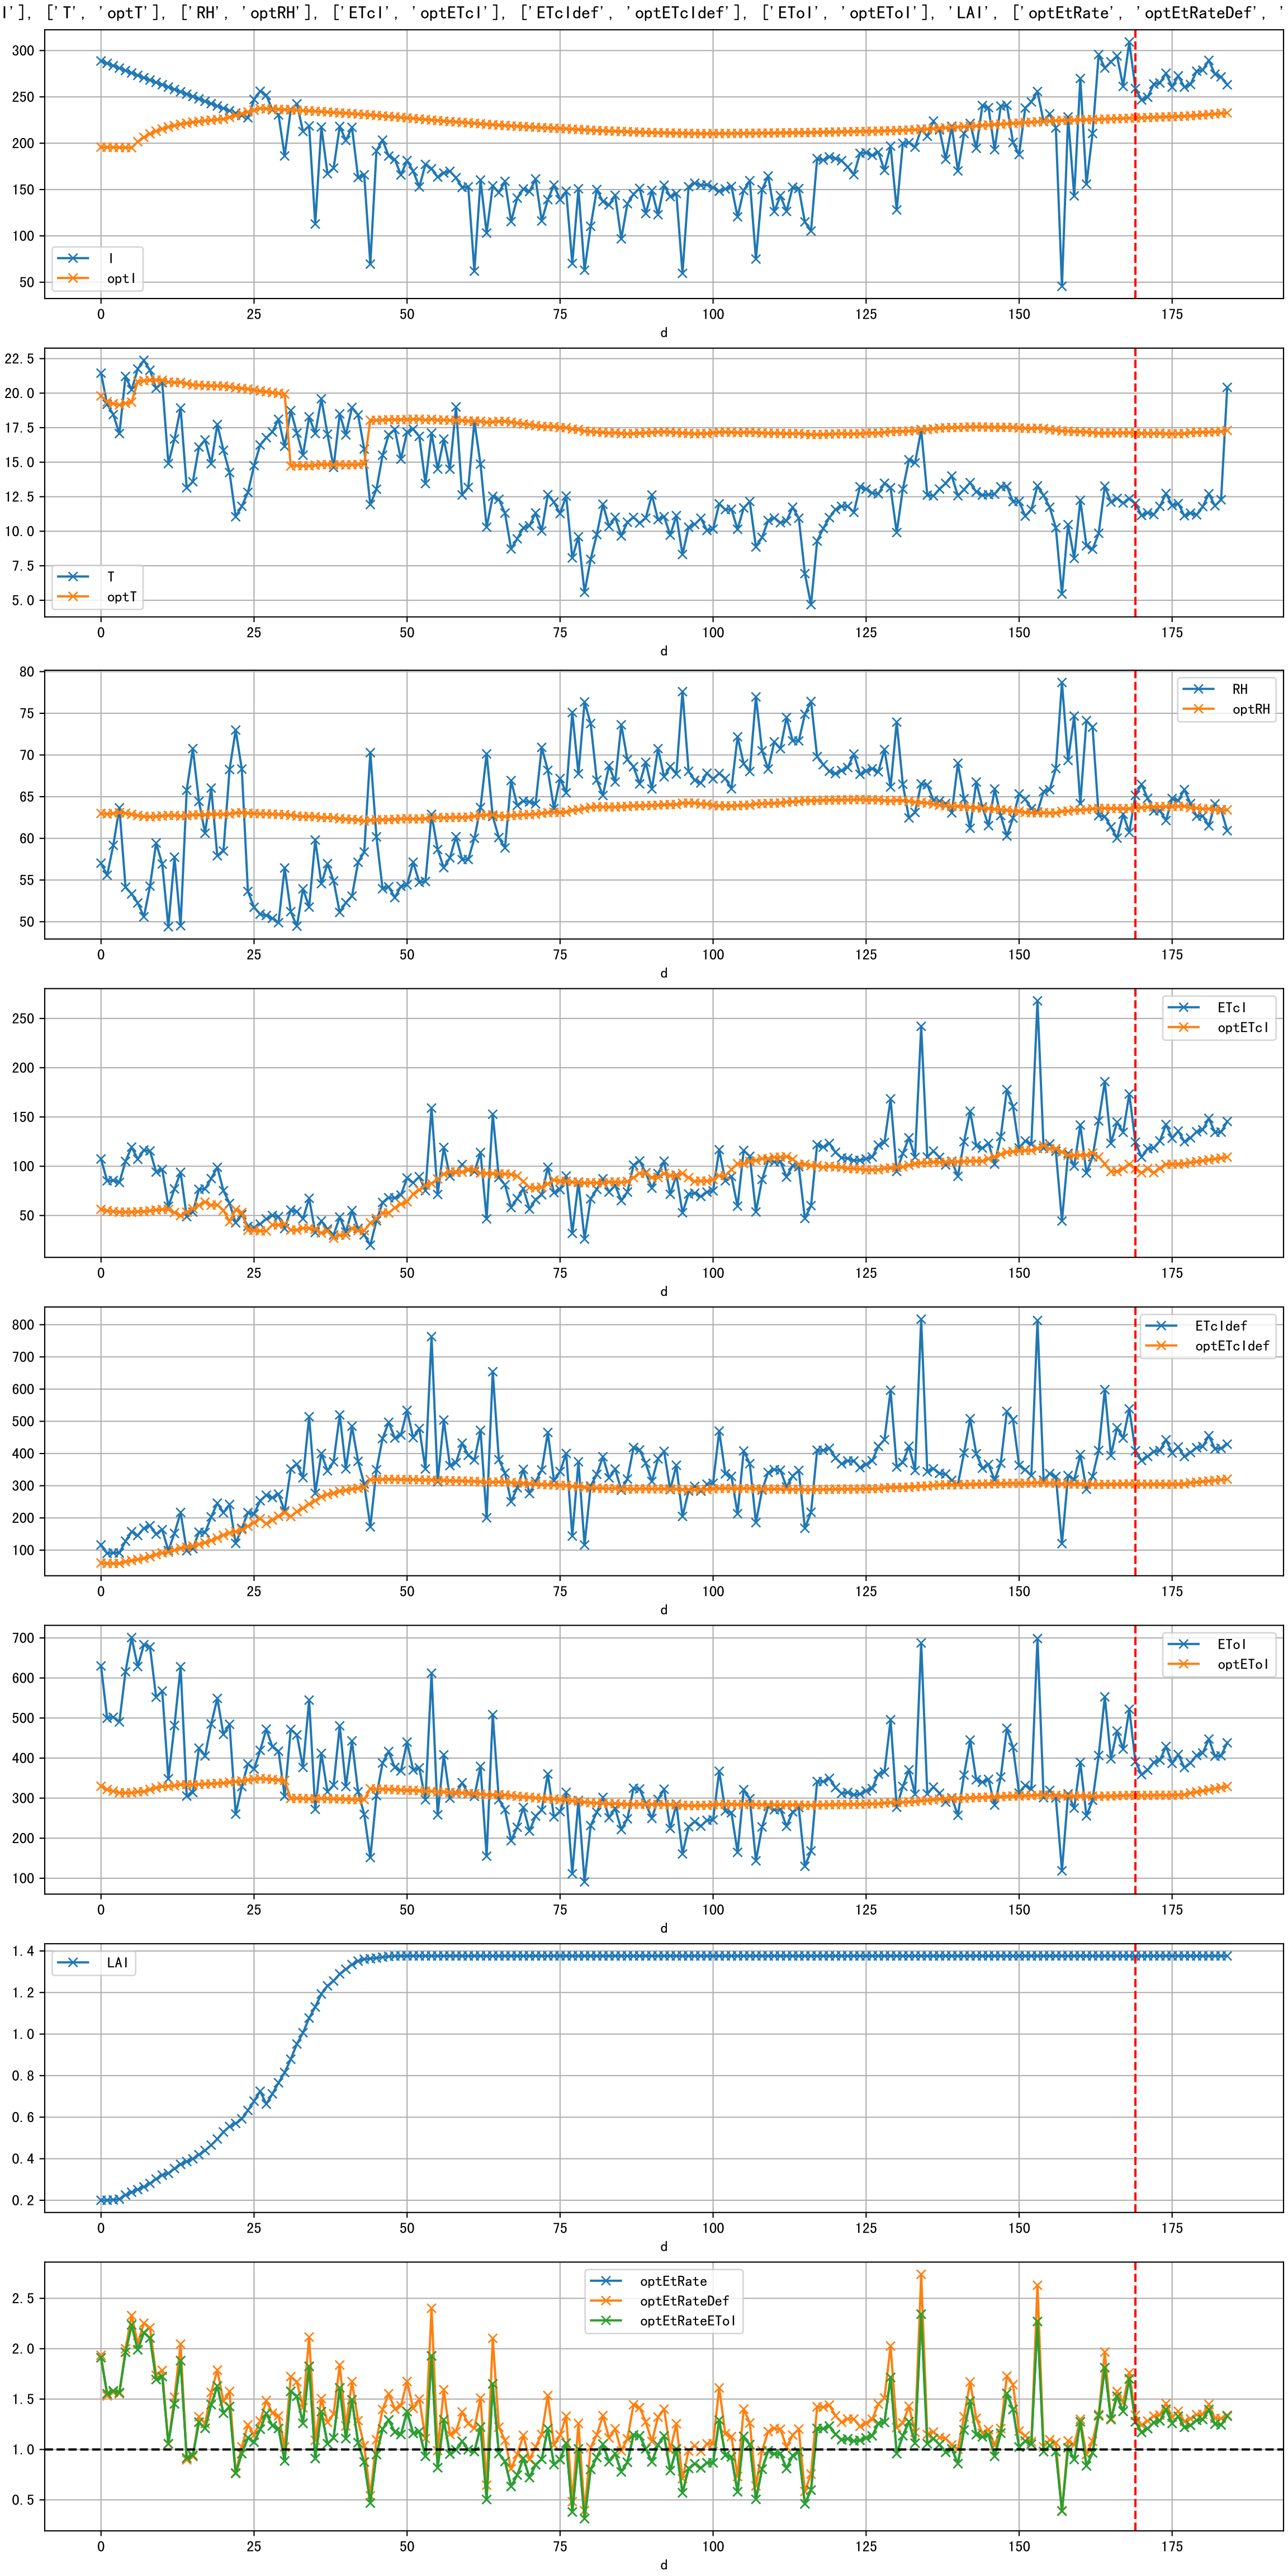 I'], ['T', 'optT'], ['RH', 'optRH'], ['ETcI', 'optETcI'], ['ETcIdef', 'optETcIdef'], ['EToI', 'optEToI'], 'LAI', ['optEtRate', 'optEtRateDef', '
300
250
200
150
100
50
I
optI
0 25 50 75 100 125 150 175
d
22.5
20.0
17.5
15.0
12.5
10.0
7.5
5.0
T
optT
0 25 50 75 100 125 150 175
d
80
75
70
65
60
55
50
RH
optRH
0 25 50 75 100 125 150 175
d
250
200
150
100
50
ETcI
optETcI
0 25 50 75 100 125 150 175
d
800
700
600
500
400
300
200
100
ETcIdef
optETcIdef
0 25 50 75 100 125 150 175
d
700
600
500
400
300
200
100
EToI
optEToI
0 25 50 75 100 125 150 175
d
1.4
1.2
1.0
0.8
0.6
0.4
0.2
LAI
0 25 50 75 100 125 150 175
d
2.5
2.0
1.5
1.0
0.5
optEtRate
optEtRateDef
optEtRateEToI
0 25 50 75 100 125 150 175
d